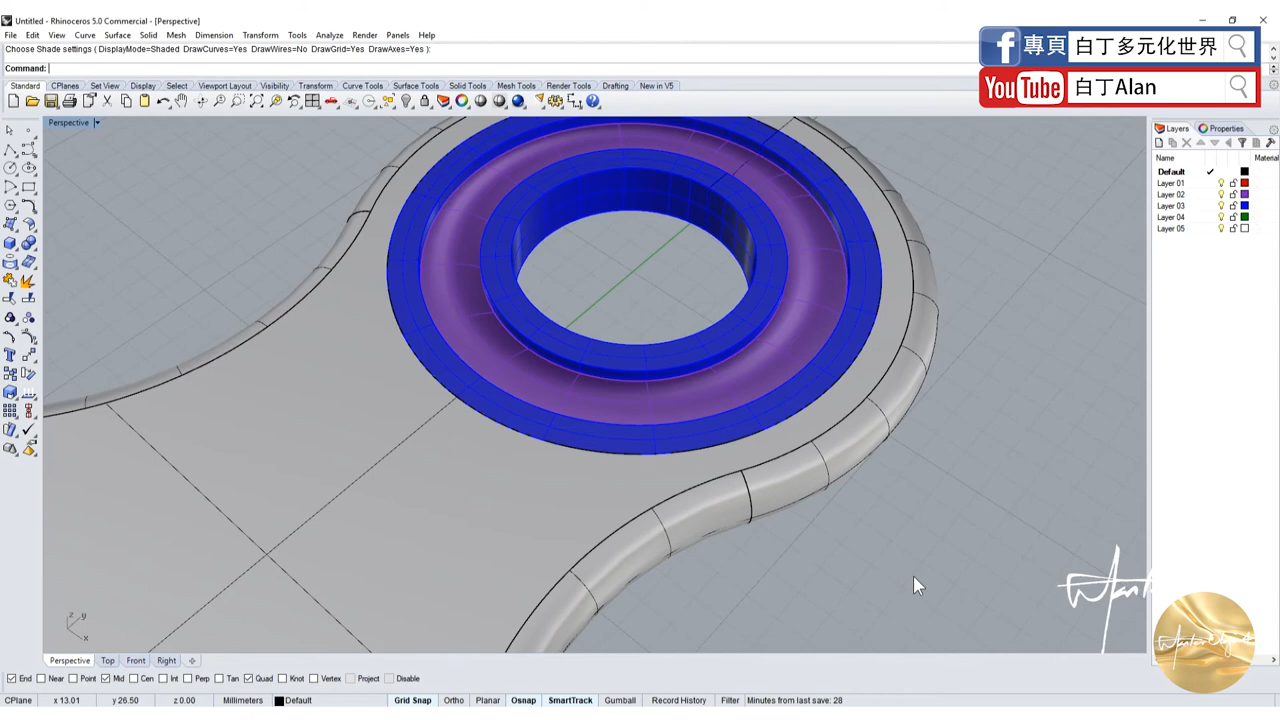 Untitled - Rhinoceros 5.0 Commercial - [Perspective]
File Edit View Curve Surface Solid Mesh Dimension Transform Tools Analyze Render Panels Help
Choose Shade settings ( DisplayMode=Shaded DrawCurves=Yes DrawWires=No DrawGrid=Yes DrawAxes=Yes ):
Command:
專頁 白丁多元化世界
YouTube 白丁Alan
Standard CPlanes Set View Display Select Viewport Layout Visibility Transform Curve Tools Surface Tools Solid Tools Mesh Tools Render Tools Drafting New in V5
Perspective
Layers Properties
Name Material
Default
Layer 01
Layer 02
Layer 03
Layer 04
Layer 05
z y
x
Perspective Top Front Right
End Near Point Mid Cen Int Perp Tan Quad Knot Vertex Project Disable
CPlane x 13.01 y 26.50 z 0.00 Millimeters Default Grid Snap Ortho Planar Osnap SmartTrack Gumball Record History Filter Minutes from last save: 28